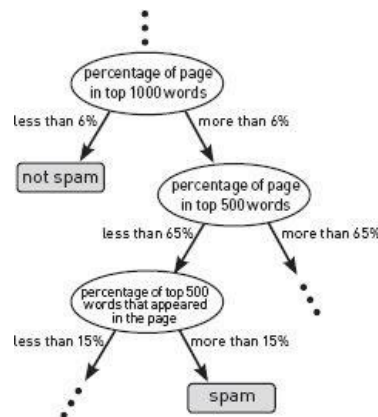 percentage of page
in top 1000 words
less than 6%
more than 6%
not spam
percentage of page
in top 500 words
less than 65%
more than 65%
percentage of top 500
words that appeared
in the page
less than 15%
more than 15%
spam